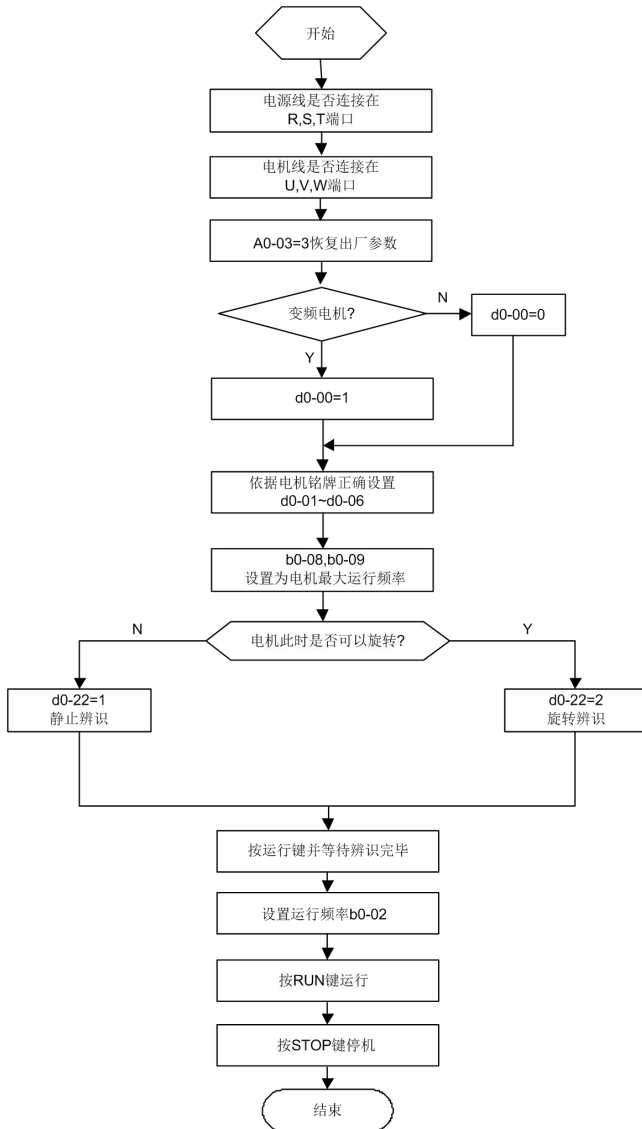 开始
电源线是否连接在
R,S,T端口
电机线是否连接在
U,V,W端口
A0-03=3恢复出厂参数
变频电机?
N
d0-00=0
Y
d0-00=1
依据电机铭牌正确设置
d0-01~d0-06
b0-08,b0-09
设置为电机最大运行频率
N
电机此时是否可以旋转?
Y
d0-22=1
静止辨识
d0-22=2
旋转辨识
按运行键并等待辨识完毕
设置运行频率b0-02
按RUN键运行
按STOP键停机
结束